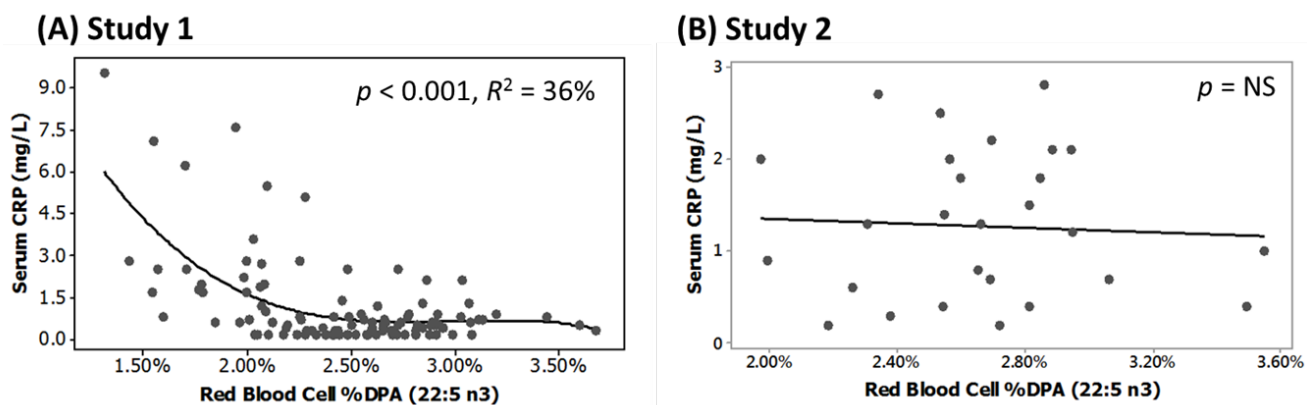 (A) Study 1
p < 0.001, R² = 36%
Serum CRP (mg/L)
9.0
7.5
6.0
4.5
3.0
1.5
0.0
1.50% 2.00% 2.50% 3.00% 3.50%
Red Blood Cell %DPA (22:5 n3)
(B) Study 2
p = NS
Serum CRP (mg/L)
3
2
1
0
2.00% 2.40% 2.80% 3.20% 3.60%
Red Blood Cell %DPA (22:5 n3)